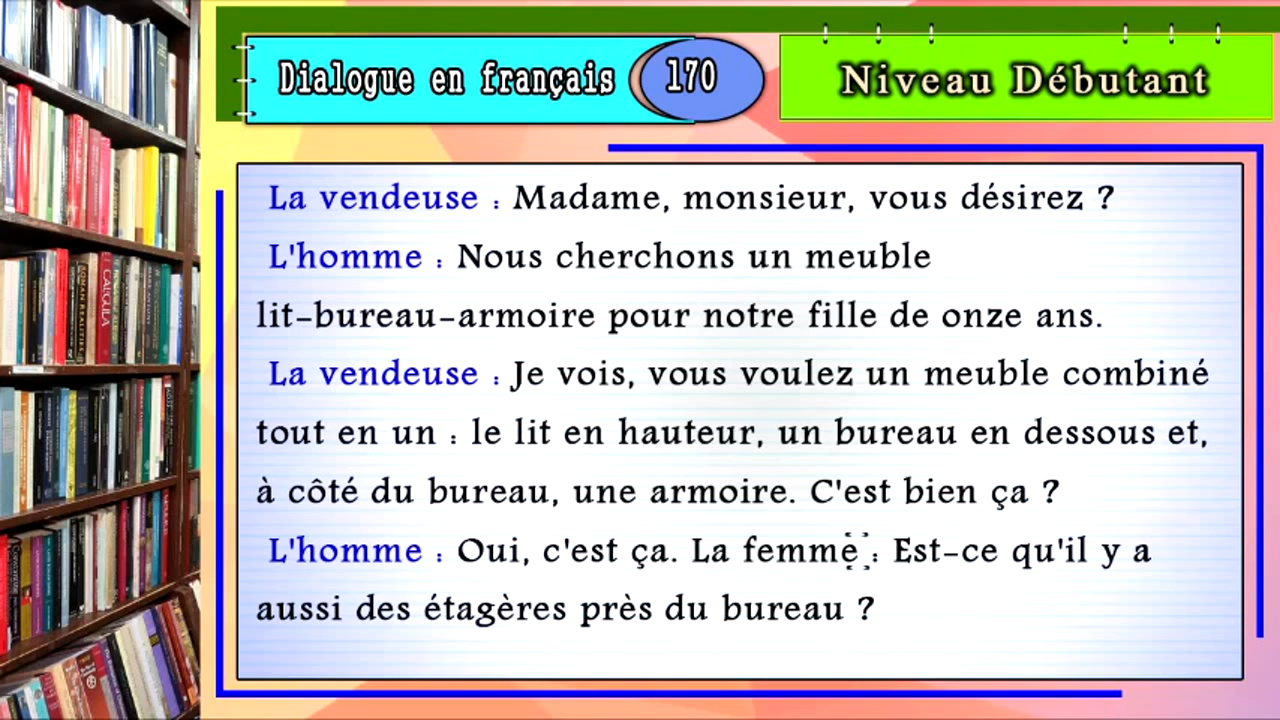 Dialogue en français 170
Niveau Débutant
La vendeuse : Madame, monsieur, vous désirez ?
L'homme : Nous cherchons un meuble
lit-bureau-armoire pour notre fille de onze ans.
La vendeuse : Je vois, vous voulez un meuble combiné
tout en un : le lit en hauteur, un bureau en dessous et,
à côté du bureau, une armoire. C'est bien ça ?
L'homme : Oui, c'est ça. La femme : Est-ce qu'il y a
aussi des étagères près du bureau ?